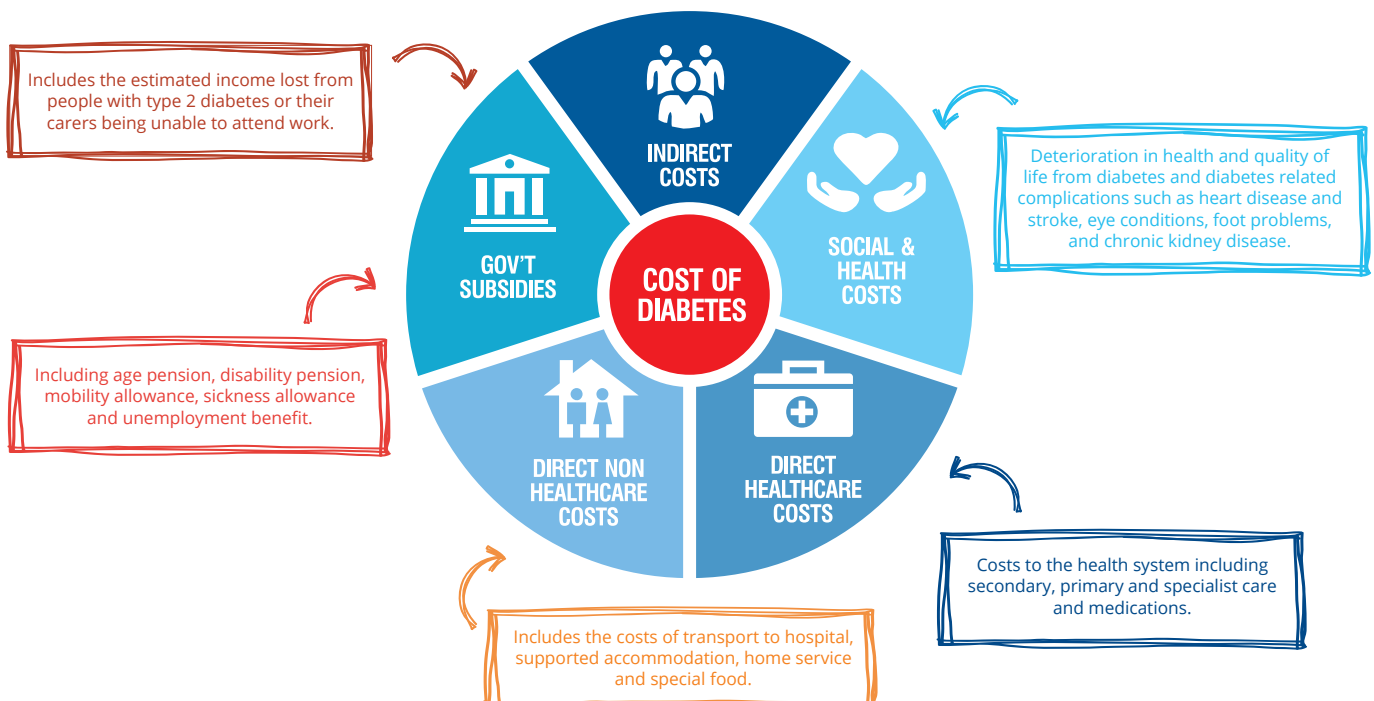 Includes the estimated income lost from
people with type 2 diabetes or their
carers being unable to attend work.
INDIRECT
COSTS
Deterioration in health and quality of
life from diabetes and diabetes related
complications such as heart disease and
stroke, eye conditions, foot problems,
and chronic kidney disease.
SOCIAL &
HEALTH
COSTS
GOV'T
SUBSIDIES
COST OF
DIABETES
Including age pension, disability pension,
mobility allowance, sickness allowance
and unemployment benefit.
DIRECT NON
HEALTHCARE
COSTS
DIRECT
HEALTHCARE
COSTS
Costs to the health system including
secondary, primary and specialist care
and medications.
Includes the costs of transport to hospital,
supported accommodation, home service
and special food.